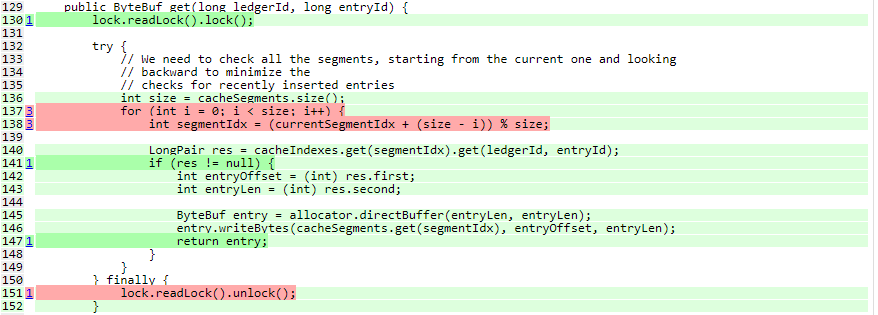 129 public ByteBuf get(long ledgerId, long entryId) {
130 1 lock.readLock().lock();
131
132 try {
133 // We need to check all the segments, starting from the current one and looking
134 // backward to minimize the
135 // checks for recently inserted entries
136 int size = cacheSegments.size();
137 3 for (int i = 0; i < size; i++) {
138 3 int segmentIdx = (currentSegmentIdx + (size - i)) % size;
139
140 LongPair res = cacheIndexes.get(segmentIdx).get(ledgerId, entryId);
141 1 if (res != null) {
142 int entryOffset = (int) res.first;
143 int entryLen = (int) res.second;
144
145 ByteBuf entry = allocator.directBuffer(entryLen, entryLen);
146 entry.writeBytes(cacheSegments.get(segmentIdx), entryOffset, entryLen);
147 1 return entry;
148 }
149 }
150 } finally {
151 1 lock.readLock().unlock();
152 }